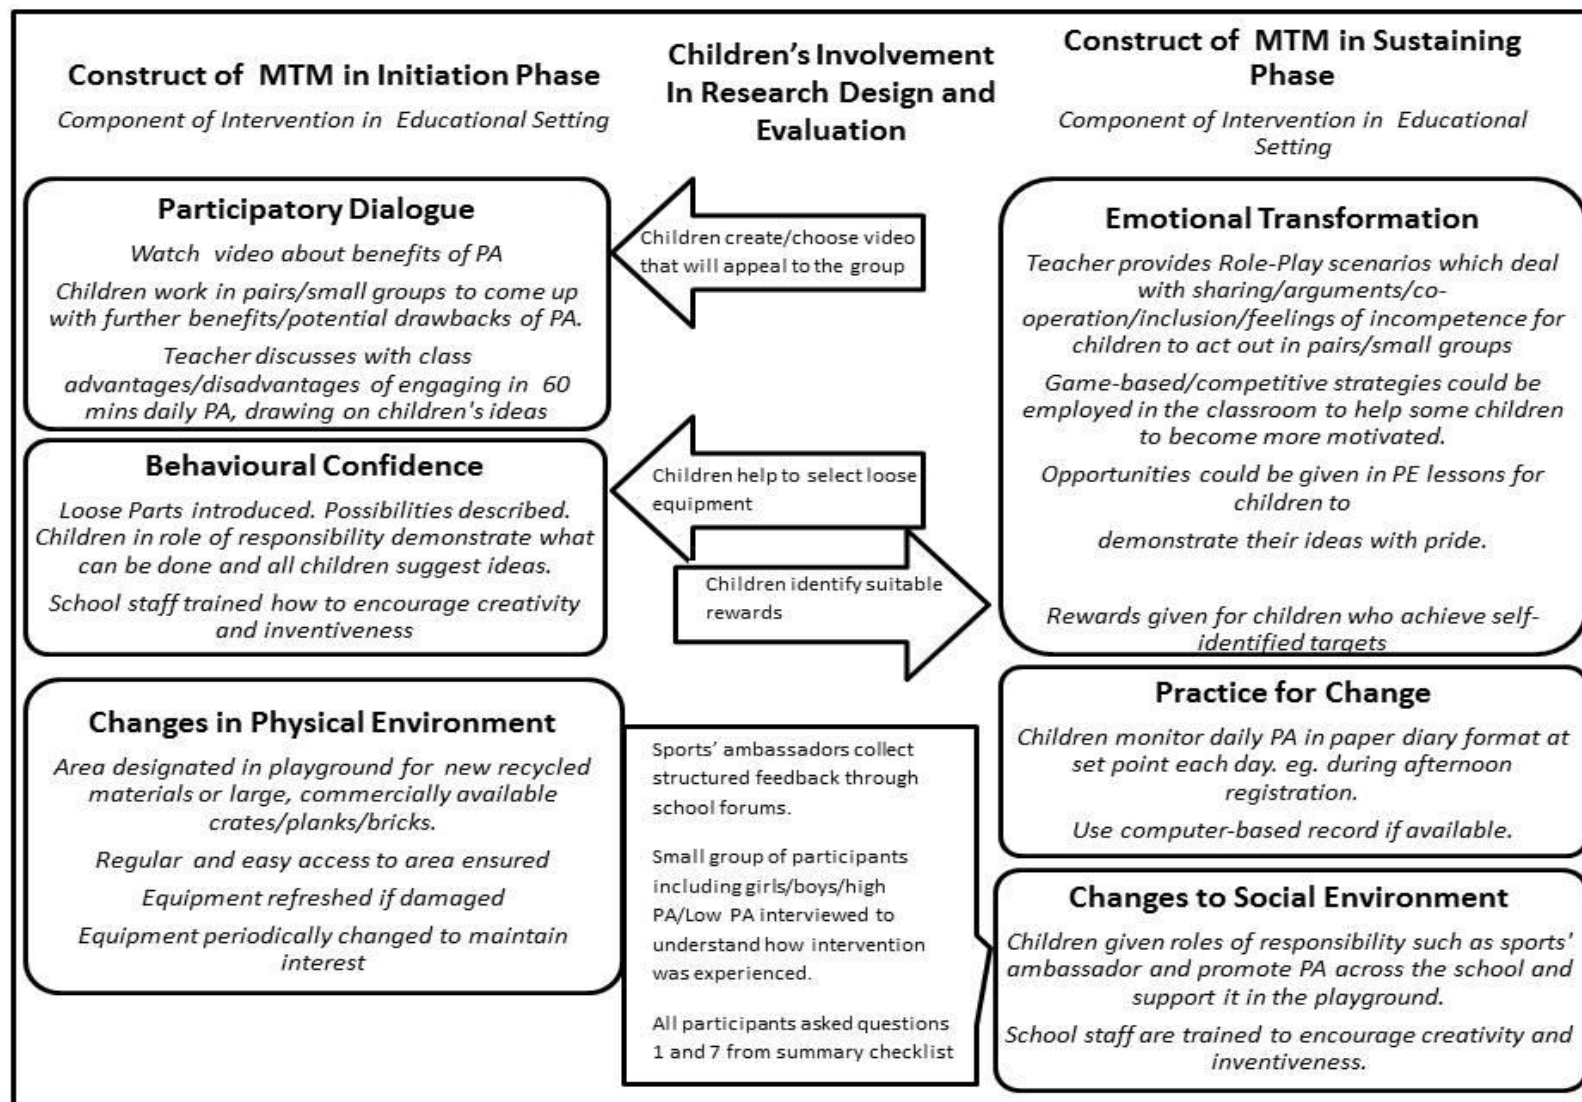 Construct of MTM in Initiation Phase
Component of Intervention in Educational Setting
Children's Involvement
In Research Design and
Evaluation
Construct of MTM in Sustaining
Phase
Component of Intervention in Educational
Setting
Participatory Dialogue
Watch video about benefits of PA
Children work in pairs/small groups to come up
with further benefits/potential drawbacks of PA.
Teacher discusses with class
advantages/disadvantages of engaging in 60
mins daily PA, drawing on children's ideas
Behavioural Confidence
Loose Parts introduced. Possibilities described.
Children in role of responsibility demonstrate what
can be done and all children suggest ideas.
School staff trained how to encourage creativity
and inventiveness
Changes in Physical Environment
Area designated in playground for new recycled
materials or large, commercially available
crates/planks/bricks.
Regular and easy access to area ensured
Equipment refreshed if damaged
Equipment periodically changed to maintain
interest
Children create/choose video
that will appeal to the group
Children help to select loose
equipment
Children identify suitable
rewards
Sports' ambassadors collect
structured feedback through
school forums.
Small group of participants
including girls/boys/high
PA/Low PA interviewed to
understand how intervention
was experienced.
All participants asked questions
1 and 7 from summary checklist
Emotional Transformation
Teacher provides Role-Play scenarios which deal
with sharing/arguments/co-
operation/inclusion/feelings of incompetence for
children to act out in pairs/small groups
Game-based/competitive strategies could be
employed in the classroom to help some children
to become more motivated.
Opportunities could be given in PE lessons for
children to
demonstrate their ideas with pride.
Rewards given for children who achieve self-
identified targets
Practice for Change
Children monitor daily PA in paper diary format at
set point each day. eg. during afternoon
registration.
Use computer-based record if available.
Changes to Social Environment
Children given roles of responsibility such as sports'
ambassador and promote PA across the school and
support it in the playground.
School staff are trained to encourage creativity and
inventiveness.